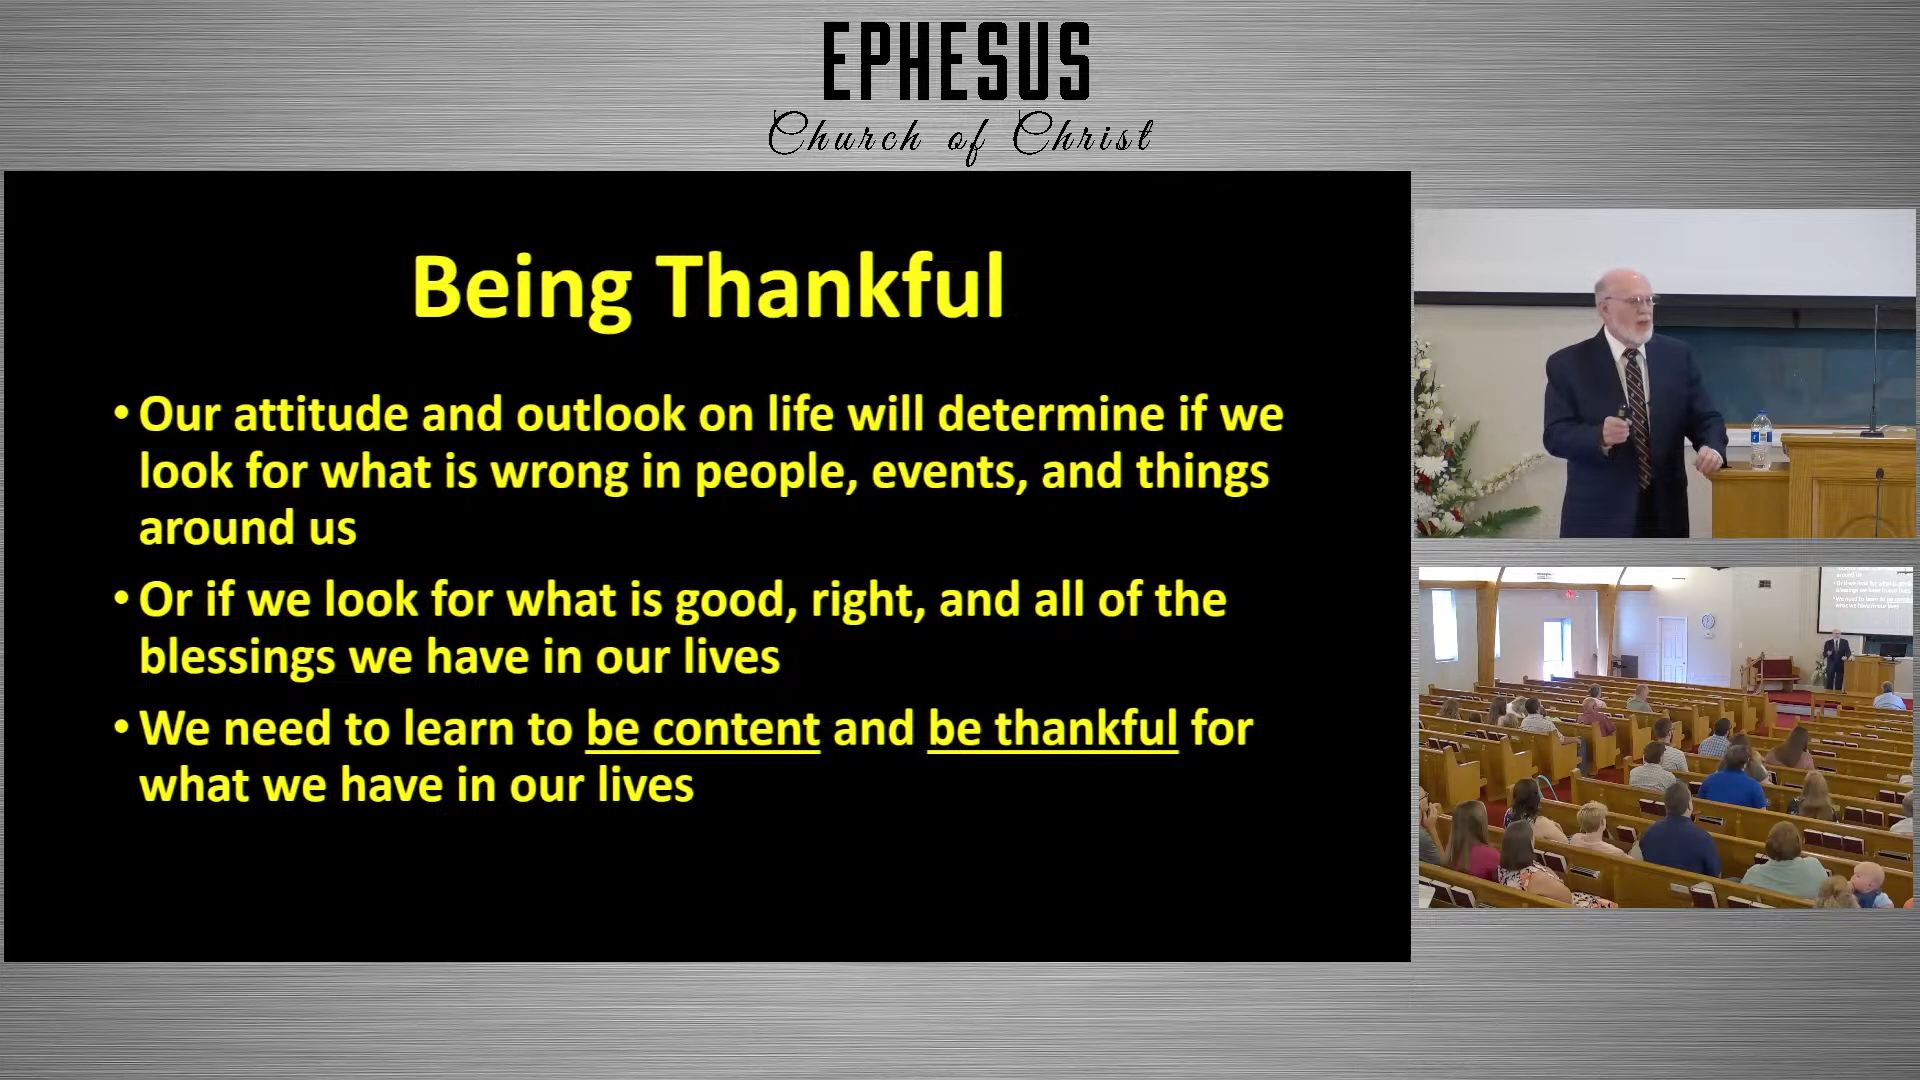 EPHESUS
Church of Christ
Being Thankful
• Our attitude and outlook on life will determine if we
look for what is wrong in people, events, and things
around us
• Or if we look for what is good, right, and all of the
blessings we have in our lives
• We need to learn to be content and be thankful for
what we have in our lives